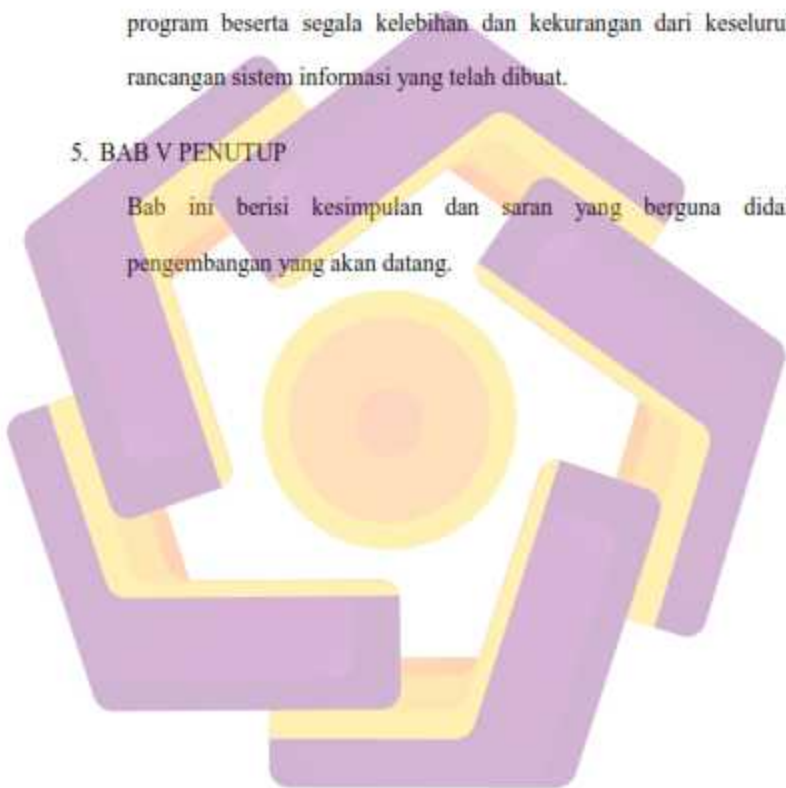 program beserta segala kelebihan dan kekurangan dari keseluru
rancangan sistem informasi yang telah dibuat.
5. BAB V PENUTUP
Bab ini berisi kesimpulan dan saran yang berguna dida
pengembangan yang akan datang.